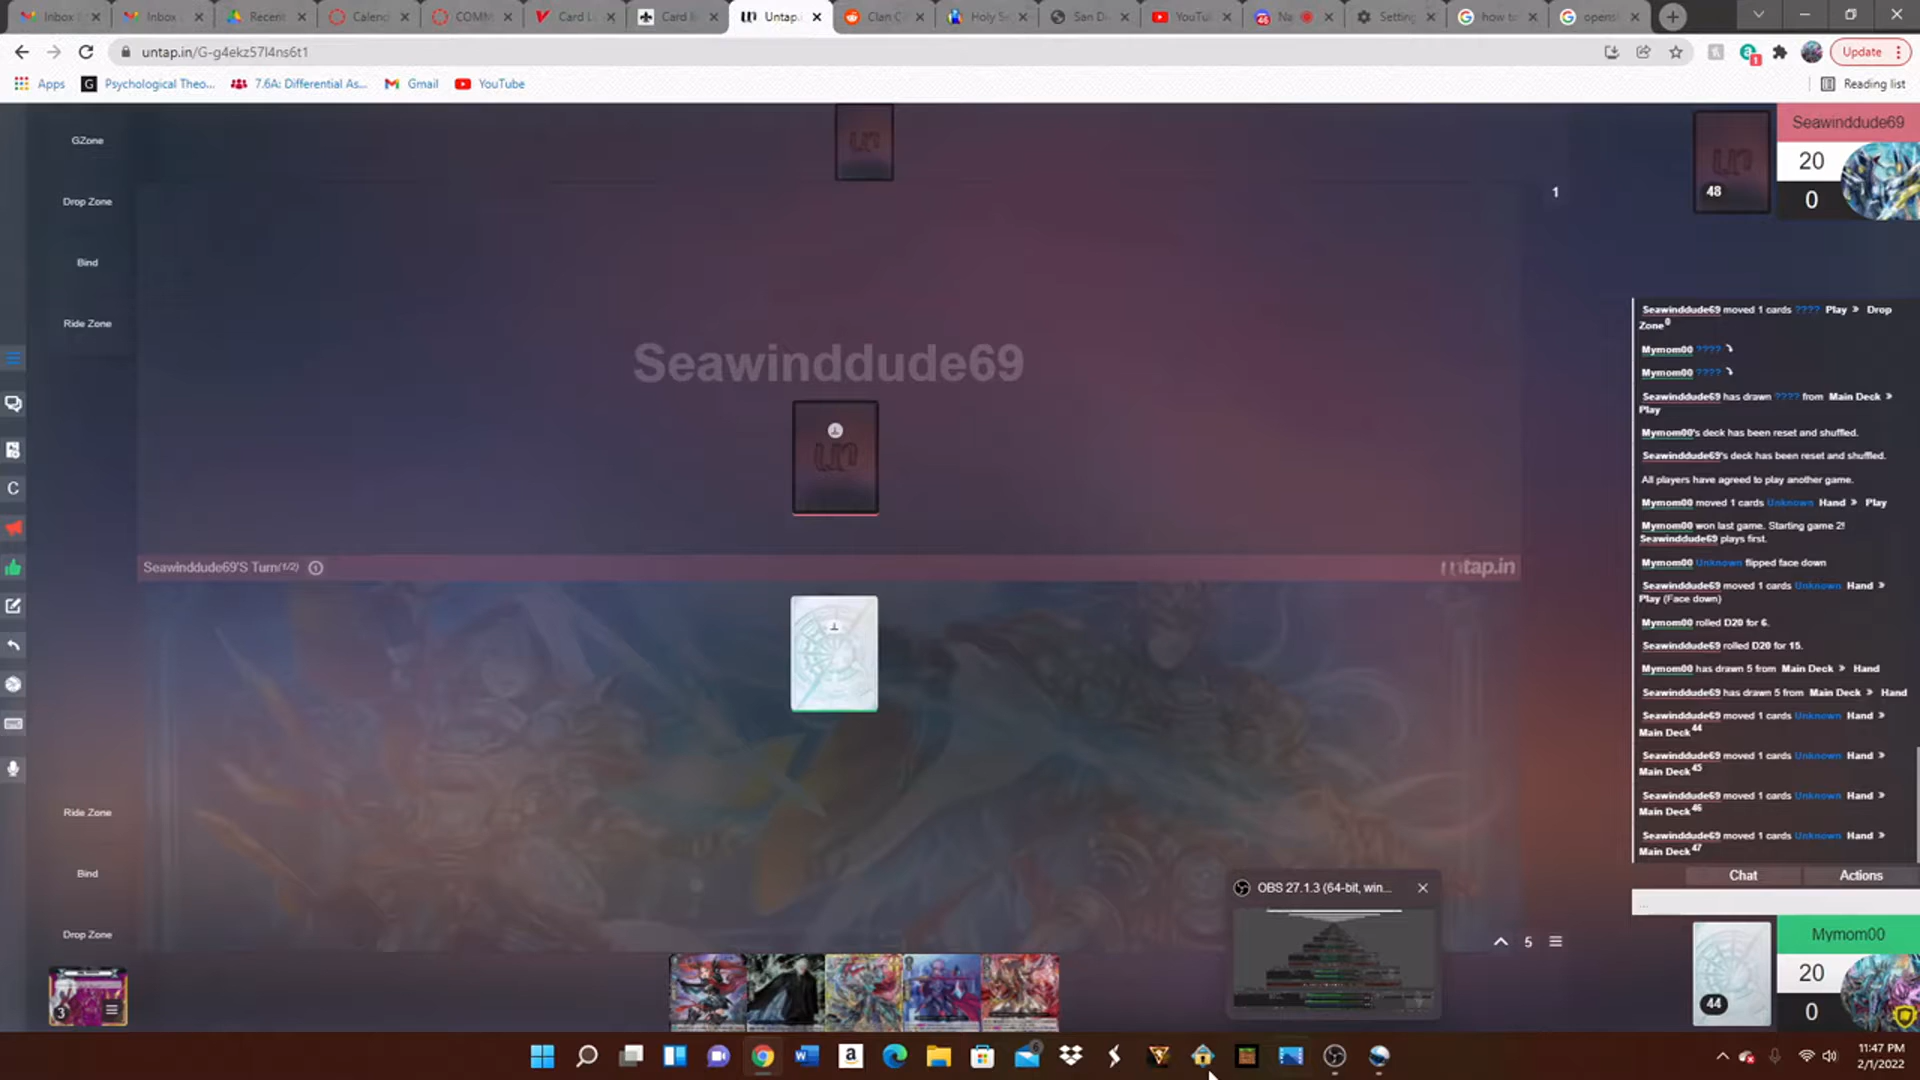 Inbox
Inbox
Recent
Calend
COMM
Card L
Card R
Untap.
Clan C
Holy S
San Di
YouTu
Na
Setting
how to
opens
untap.in/G-g4ekz57l4ns6t1
Update
Apps
Psychological Theo...
7.6A: Differential As...
Gmail
YouTube
Reading list
GZone
Drop Zone
Bind
Ride Zone
1
48
Seawinddude69
20
0
Seawinddude69
Seawinddude69'S Turn(1/2)
untap.in
Seawinddude69 moved 1 cards ???? Play » Drop
Zone0
Mymom00 ????
Mymom00 ????
Seawinddude69 has drawn ???? from Main Deck »
Play
Mymom00's deck has been reset and shuffled.
Seawinddude69's deck has been reset and shuffled.
All players have agreed to play another game.
Mymom00 moved 1 cards Unknown Hand » Play
Mymom00 won last game. Starting game 2!
Seawinddude69 plays first.
Mymom00 Unknown flipped face down
Seawinddude69 moved 1 cards Unknown Hand »
Play (Face down)
Mymom00 rolled D20 for 6.
Seawinddude69 rolled D20 for 15.
Mymom00 has drawn 5 from Main Deck » Hand
Seawinddude69 has drawn 5 from Main Deck » Hand
Seawinddude69 moved 1 cards Unknown Hand »
Main Deck44
Seawinddude69 moved 1 cards Unknown Hand »
Main Deck45
Seawinddude69 moved 1 cards Unknown Hand »
Main Deck46
Seawinddude69 moved 1 cards Unknown Hand »
Main Deck47
Chat
Actions
Ride Zone
Bind
Drop Zone
3
OBS 27.1.3 (64-bit, win...
5
Mymom00
20
0
44
11:47 PM
2/1/2022